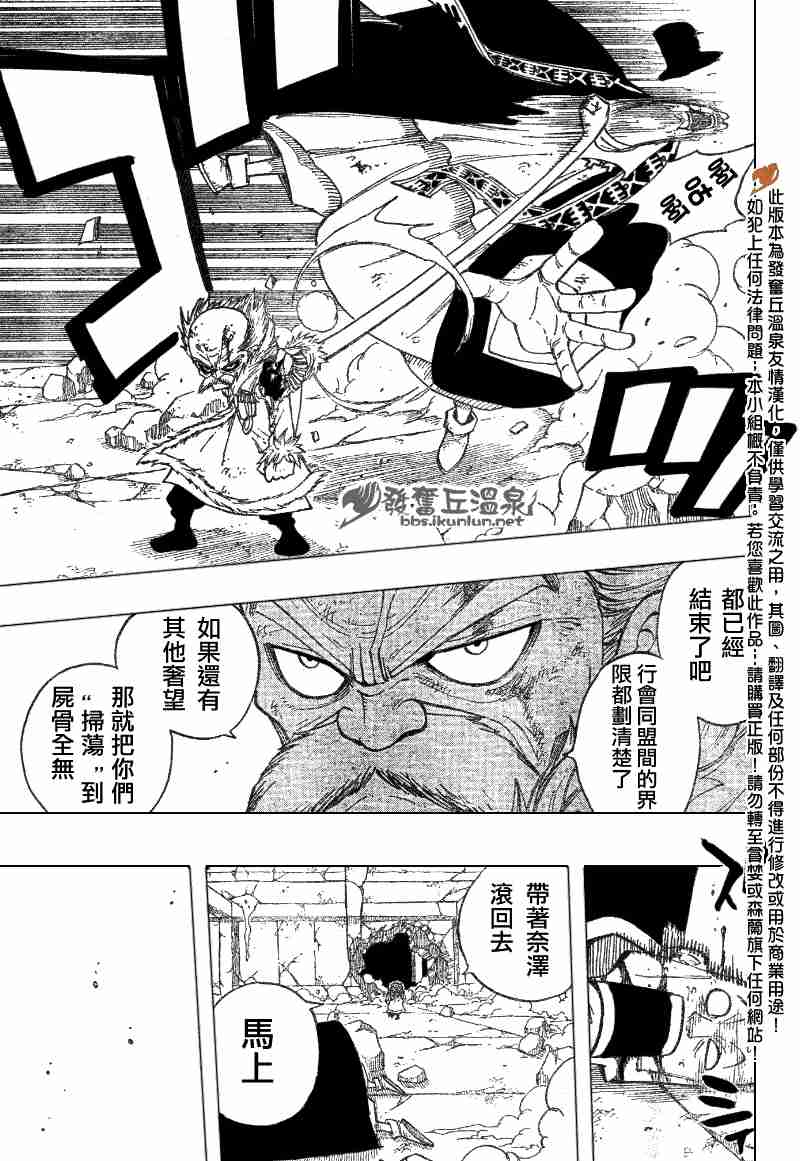 啊
咕
啊
都已經
結束了吧
行會同盟間的界
限都劃清楚了
如果還有
其他奢望
那就把你們
“掃蕩”到
屍骨全無
帶著奈澤
滾回去
馬上
發奮丘溫泉
bbs.ikunlun.net
此版本為發奮丘溫泉友情漢化，僅供學習交流之用，其圖、翻譯及任何部份不得進行修改或用於商業用途！
如犯上任何法律問題，本小組概不負責。若您喜歡此作品…請購買正版！請勿轉至貪婪或森蘭旗下任何網站！